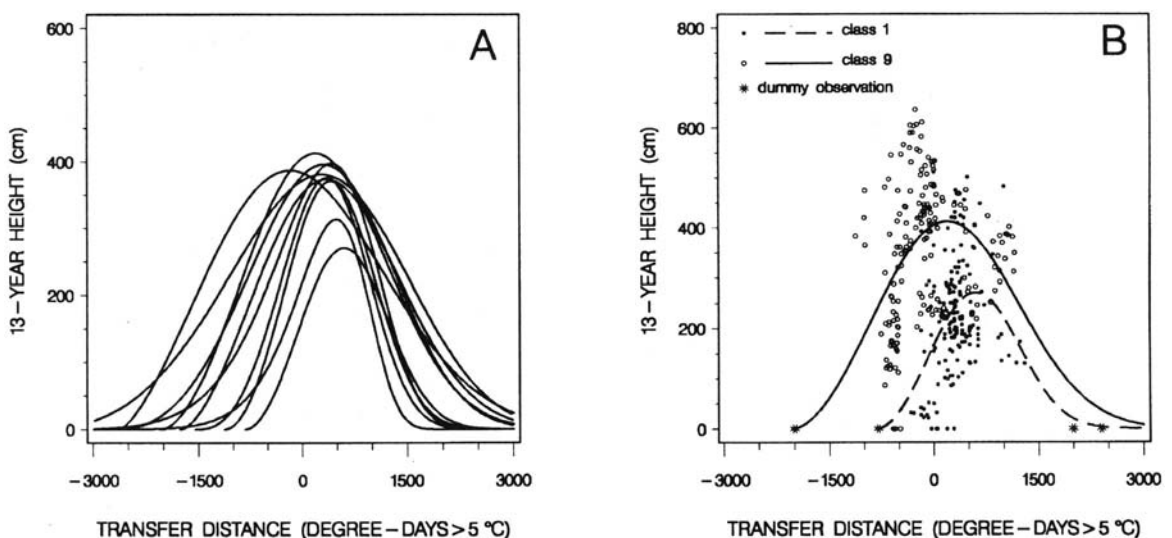 A
600
400
200
0
13-YEAR HEIGHT (cm)
-3000
-1500
0
1500
3000
TRANSFER DISTANCE (DEGREE-DAYS>5 °C)
B
class 1
class 9
dummy observation
800
600
400
200
0
13-YEAR HEIGHT (cm)
-3000
-1500
0
1500
3000
TRANSFER DISTANCE (DEGREE-DAYS>5 °C)